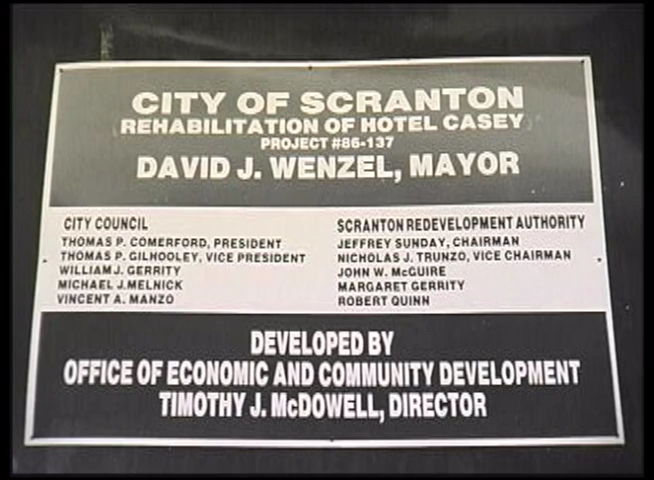 CITY OF SCRANTON
REHABILITATION OF HOTEL CASEY
PROJECT #86-137
DAVID J. WENZEL, MAYOR
CITY COUNCIL
THOMAS P. COMERFORD, PRESIDENT
THOMAS P. GILHOOLEY, VICE PRESIDENT
WILLIAM J. GERRITY
MICHAEL J. MELNICK
VINCENT A. MANZO
SCRANTON REDEVELOPMENT AUTHORITY
JEFFREY SUNDAY, CHAIRMAN
NICHOLAS J. TRUNZO, VICE CHAIRMAN
JOHN W. McGUIRE
MARGARET GERRITY
ROBERT QUINN
DEVELOPED BY
OFFICE OF ECONOMIC AND COMMUNITY DEVELOPMENT
TIMOTHY J. McDOWELL, DIRECTOR